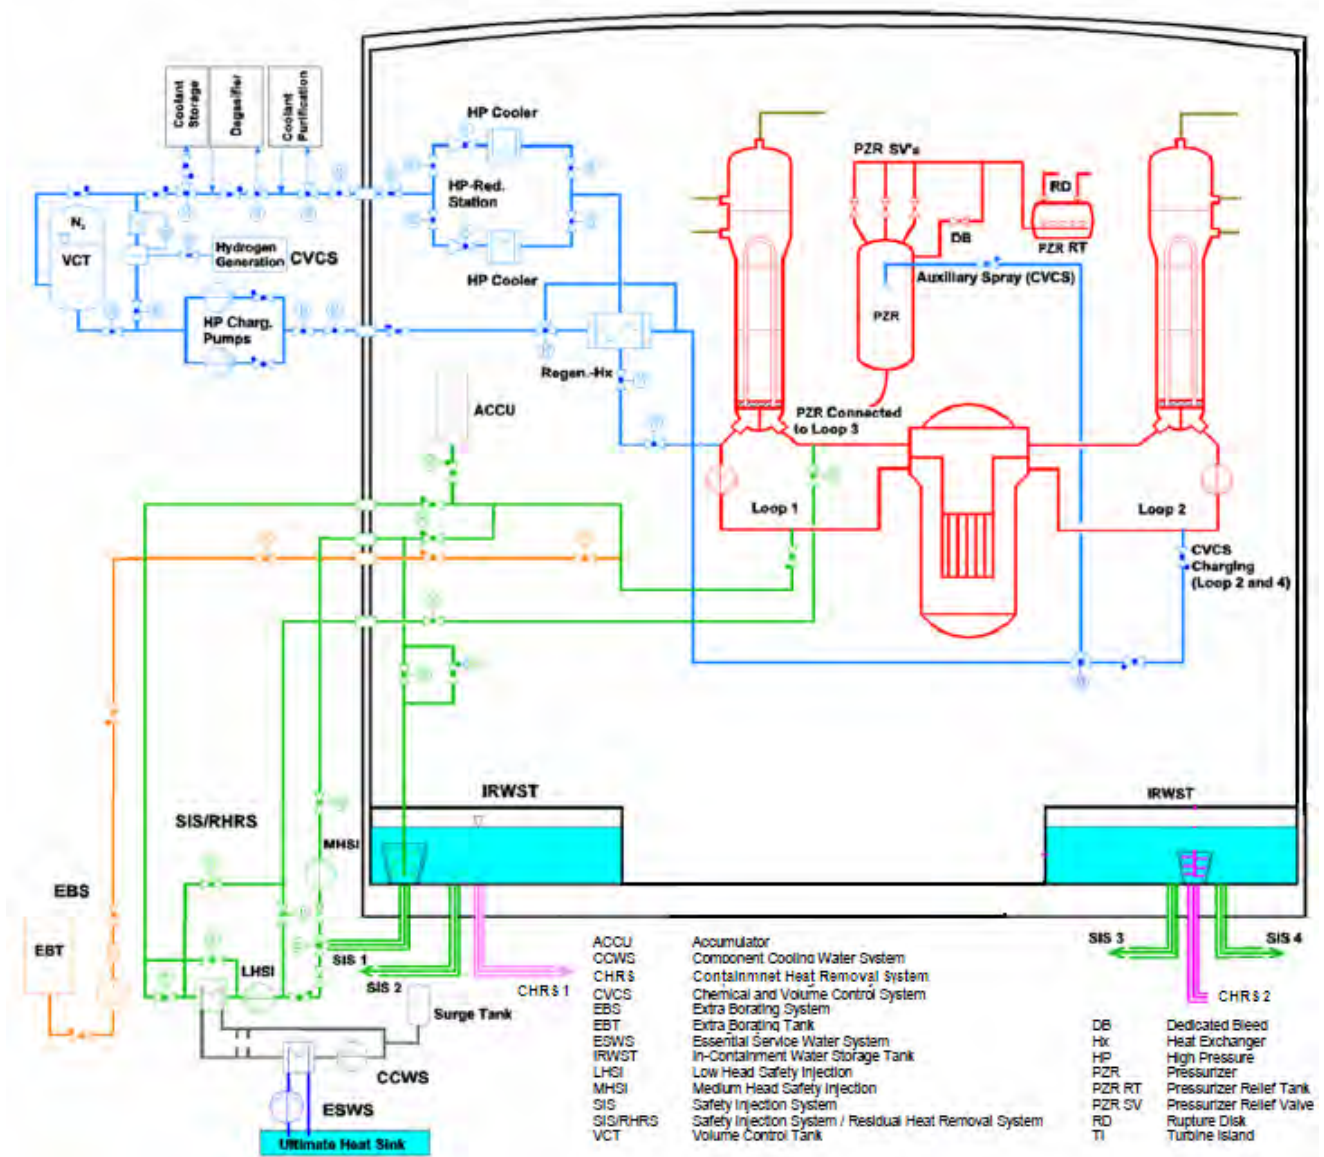 Coolant
Storage
Degasifier
Coolant
Purification
HP Cooler
HP-Red.
Station
HP Cooler
N₂
VCT
Hydrogen
Generation
CVCS
HP Charg.
Pumps
Regen.-Hx
ACCU
PZR SV's
RD
PZR RT
DB
Auxiliary Spray (CVCS)
PZR
PZR Connected
to Loop 3
Loop 1
Loop 2
CVCS
Charging
(Loop 2 and 4)
IRWST
IRWST
SIS/RHRS
MHSI
EBS
EBT
LHSI
SIS 1
SIS 2
CHRS 1
SIS 3
SIS 4
CHRS 2
Surge Tank
CCWS
ESWS
Ultimate Heat Sink
ACCU Accumulator
CCWS Component Cooling Water System
CHRS Containmnet Heat Removal System
CVCS Chemical and Volume Control System
EBS Extra Borating System
EBT Extra Borating Tank
ESWS Essential Service Water System
IRWST In-Containment Water Storage Tank
LHSI Low Head Safety Injection
MHSI Medium Head Safety Injection
SIS Safety Injection System
SIS/RHRS Safety Injection System / Residual Heat Removal System
VCT Volume Control Tank
DB Dedicated Bleed
Hx Heat Exchanger
HP High Pressure
PZR Pressurizer
PZR RT Pressurizer Relief Tank
PZR SV Pressurizer Relief Valve
RD Rupture Disk
TI Turbine Island